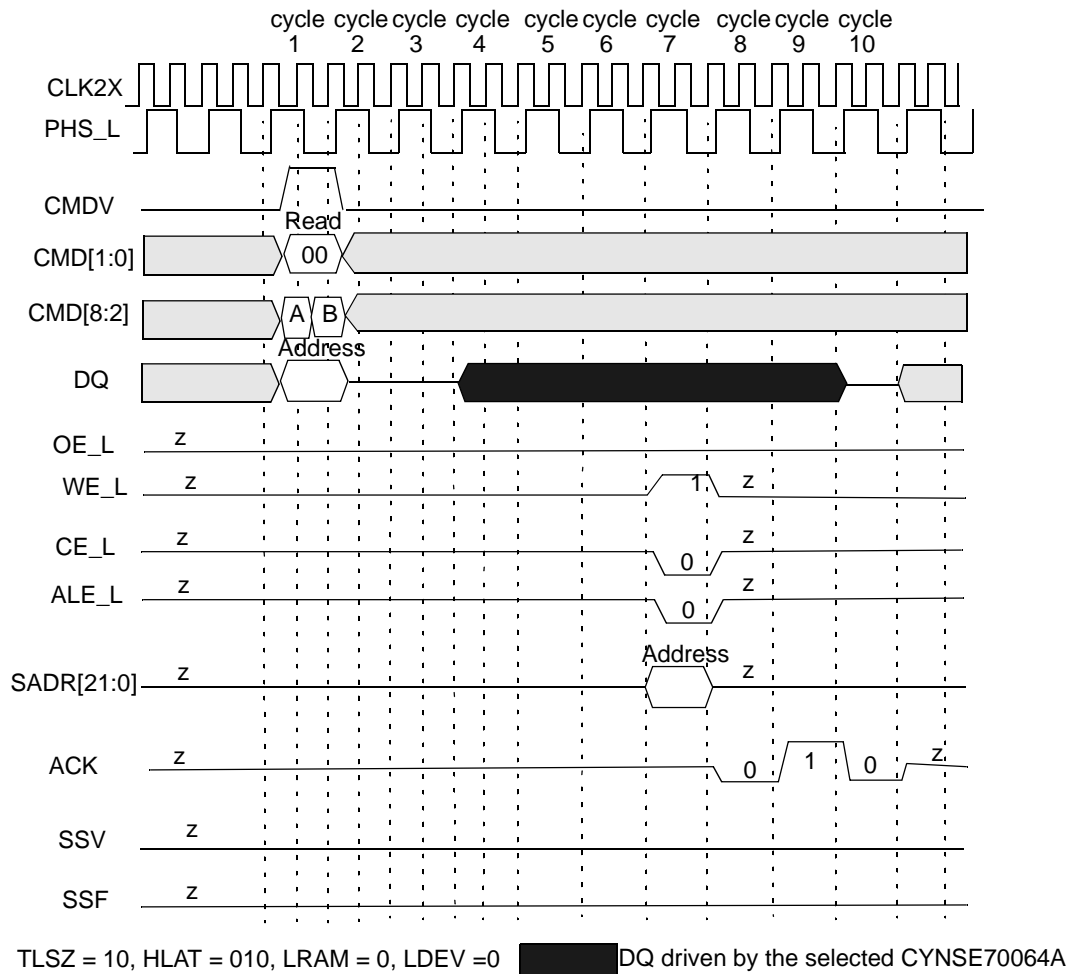 cycle cycle cycle cycle cycle cycle cycle cycle cycle cycle
1 2 3 4 5 6 7 8 9 10
CLK2X
PHS_L
CMDV
Read
CMD[1:0] 00
CMD[8:2] A B
Address
DQ
OE_L z
WE_L z 1 z
CE_L z 0 z
ALE_L z 0 z
Address
SADR[21:0] z z
ACK z 0 1 0 z
SSV z
SSF z
TLSZ = 10, HLAT = 010, LRAM = 0, LDEV =0 DQ driven by the selected CYNSE70064A